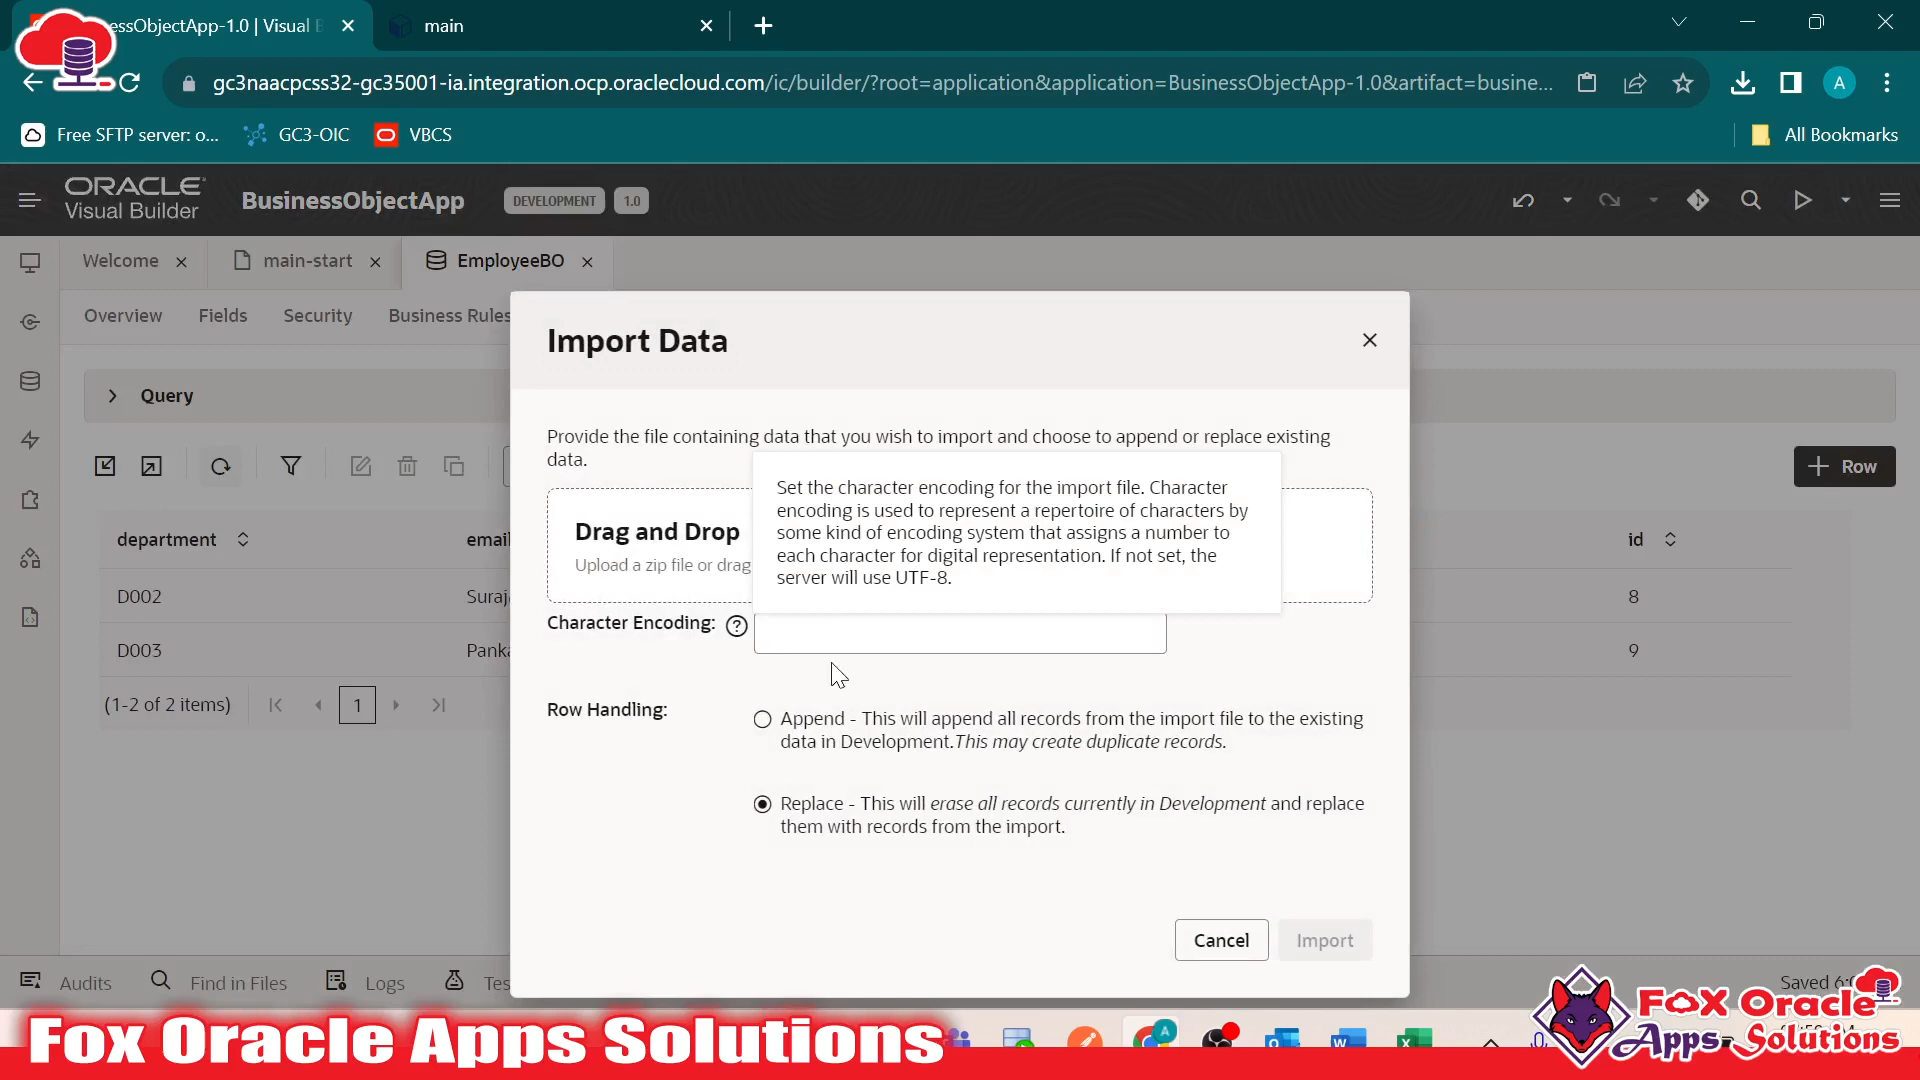 essObjectApp-1.0 | Visual B
main
gc3naacpcss32-gc35001-ia.integration.ocp.oraclecloud.com/ic/builder/?root=application&application=BusinessObjectApp-1.0&artifact=busine...
A
Free SFTP server: o...
GC3-OIC
VBCS
All Bookmarks
ORACLE
Visual Builder
BusinessObjectApp
DEVELOPMENT
1.0
Welcome
main-start
EmployeeBO
Overview
Fields
Security
Business Rules
Import Data
Query
Provide the file containing data that you wish to import and choose to append or replace existing
data.
Row
Set the character encoding for the import file. Character
encoding is used to represent a repertoire of characters by
some kind of encoding system that assigns a number to
each character for digital representation. If not set, the
server will use UTF-8.
Drag and Drop
Upload a zip file or drag
department
email
id
D002
Suraj
8
Character Encoding:
D003
Panka
9
(1-2 of 2 items)
1
Row Handling:
Append - This will append all records from the import file to the existing
data in Development.This may create duplicate records.
Replace - This will erase all records currently in Development and replace
them with records from the import.
Cancel
Import
Audits
Find in Files
Logs
Tes
Saved 6:
Fox Oracle Apps Solutions
A
Fox Oracle
Apps Solutions